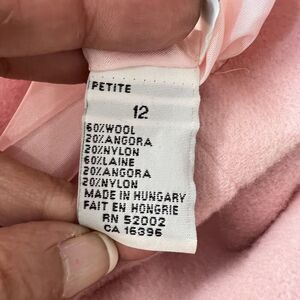 PETITE
12
60%WOOL
20%ANGORA
20%NYLON
60%LAINE
20%ANGORA
20%NYLON
MADE IN HUNGARY
FAIT EN HONGRIE
RN 52002
CA 16396